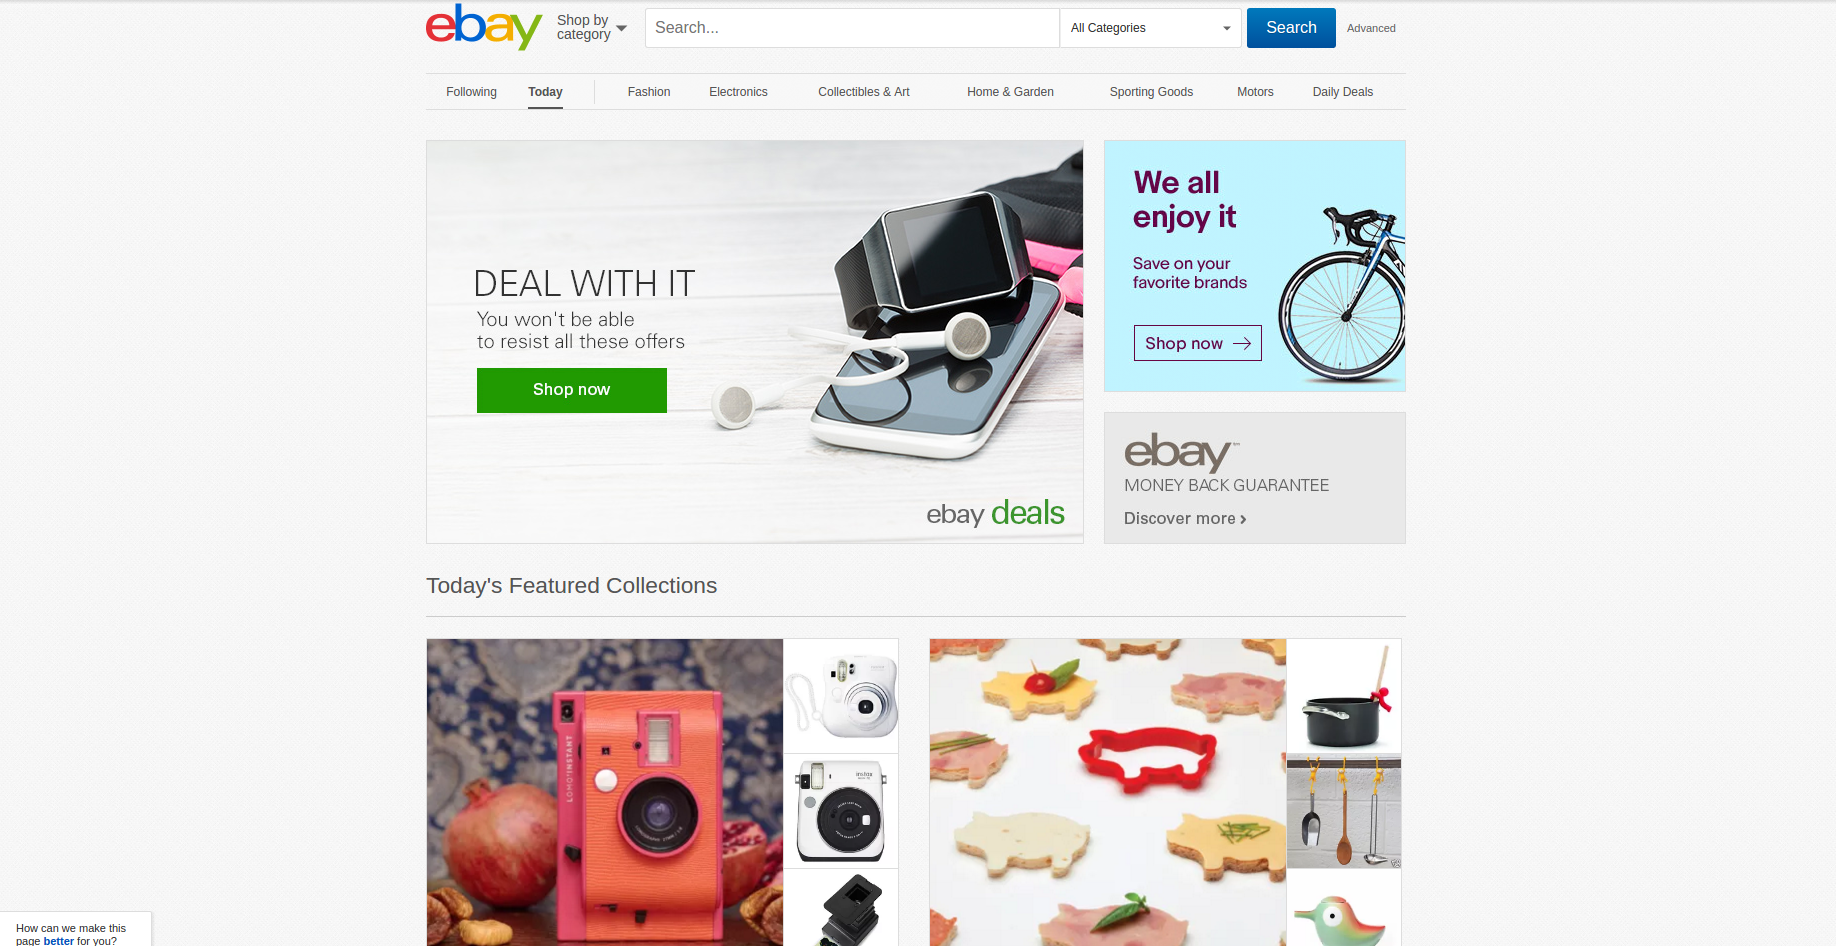 ebay
Shop by
category
Search...
All Categories
Search
Advanced
Following
Today
Fashion
Electronics
Collectibles & Art
Home & Garden
Sporting Goods
Motors
Daily Deals
DEAL WITH IT
You won't be able
to resist all these offers
Shop now
ebay deals
We all
enjoy it
Save on your
favorite brands
Shop now
ebay
MONEY BACK GUARANTEE
Discover more
Today's Featured Collections
LOMO'INSTANT
How can we make this
page better for you?